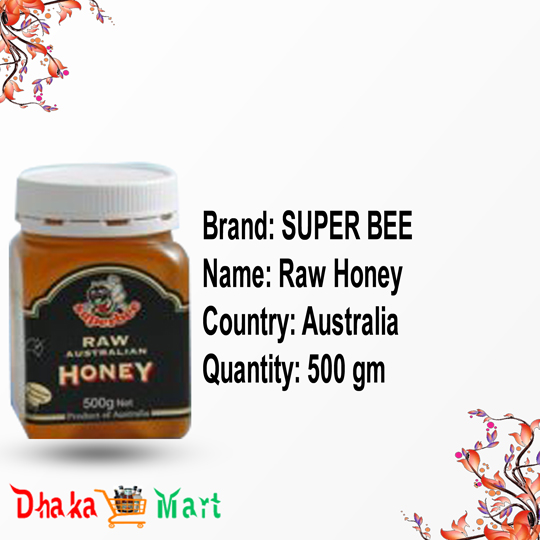 Brand: SUPER BEE
Name: Raw Honey
Country: Australia
Quantity: 500 gm
Superbee
RAW
AUSTRALIAN
HONEY
500g Net
Product of Australia
Dhaka Mart